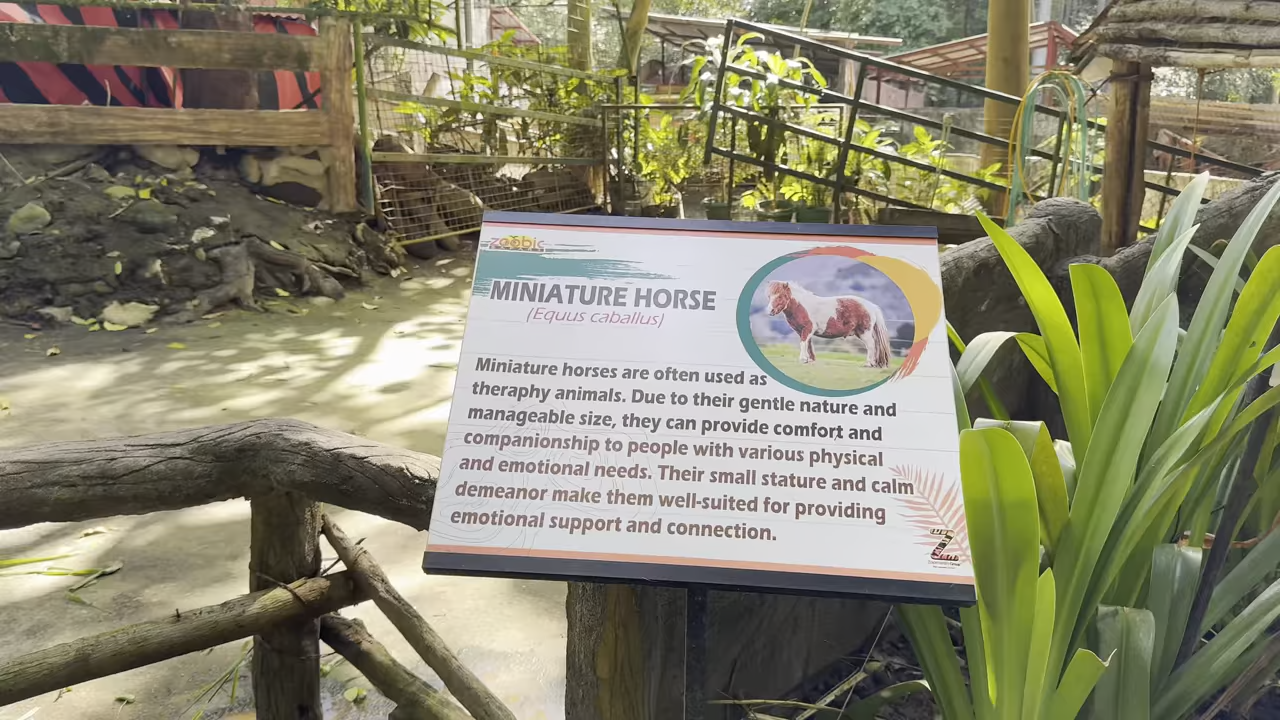 zoobic
MINIATURE HORSE
(Equus caballus)
Miniature horses are often used as
theraphy animals. Due to their gentle nature and
manageable size, they can provide comfort and
companionship to people with various physical
and emotional needs. Their small stature and calm
demeanor make them well-suited for providing
emotional support and connection.